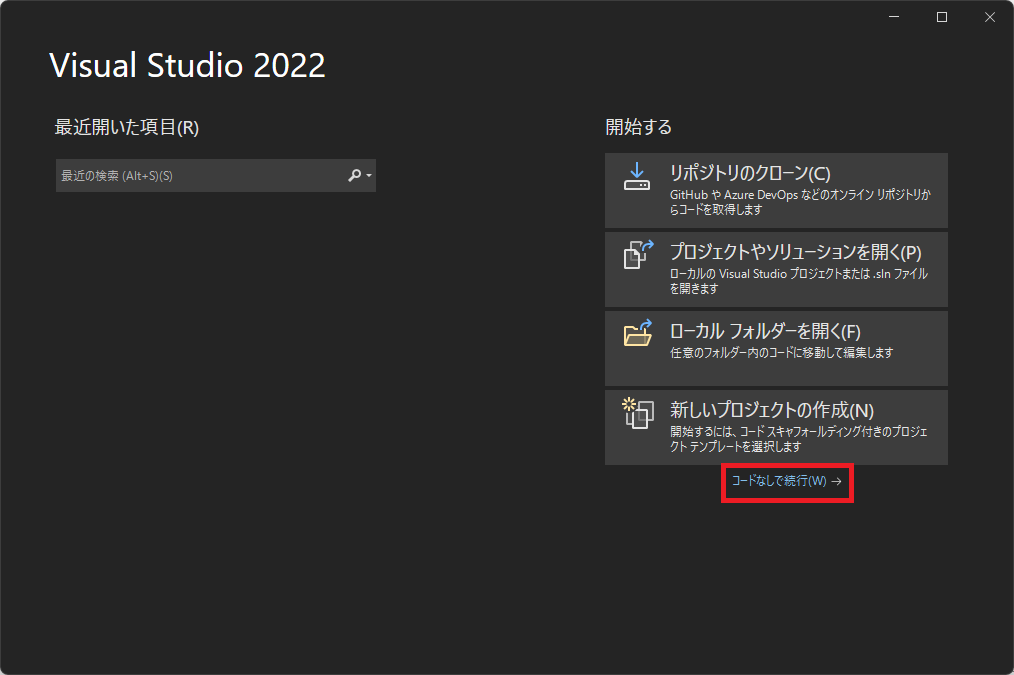 Visual Studio 2022
最近開いた項目(R)
最近の検索 (Alt+S)(S)
開始する
リポジトリのクローン(C)
GitHub や Azure DevOps などのオンライン リポジトリか
らコードを取得します
プロジェクトやソリューションを開く(P)
ローカルの Visual Studio プロジェクトまたは .sln ファイル
を開きます
ローカル フォルダーを開く(F)
任意のフォルダー内のコードに移動して編集します
新しいプロジェクトの作成(N)
開始するには、コード スキャフォールディング付きのプロジェ
クト テンプレートを選択します
コードなしで続行(W) →